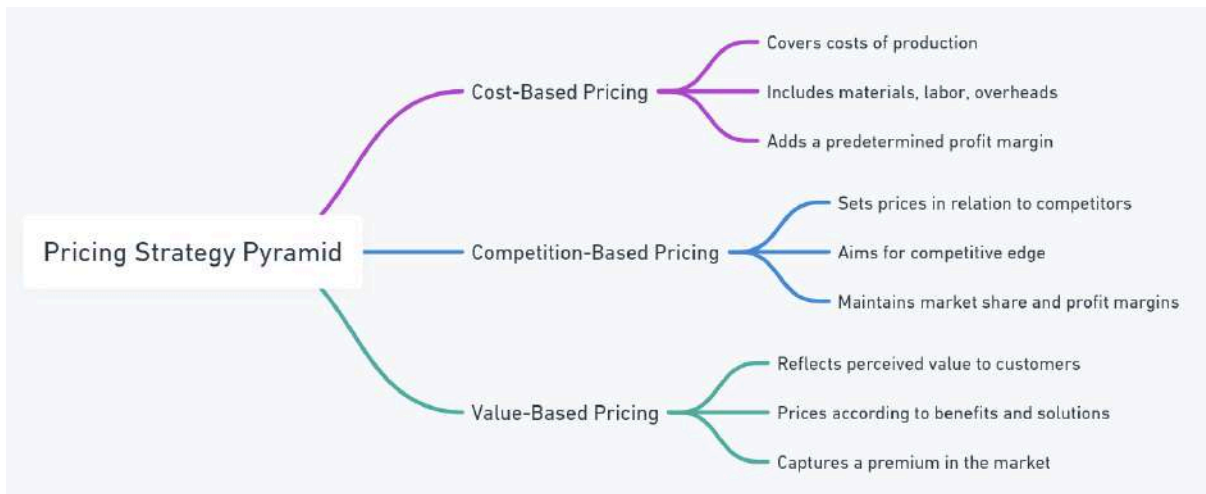 Pricing Strategy Pyramid
Cost-Based Pricing
Covers costs of production
Includes materials, labor, overheads
Adds a predetermined profit margin
Competition-Based Pricing
Sets prices in relation to competitors
Aims for competitive edge
Maintains market share and profit margins
Value-Based Pricing
Reflects perceived value to customers
Prices according to benefits and solutions
Captures a premium in the market